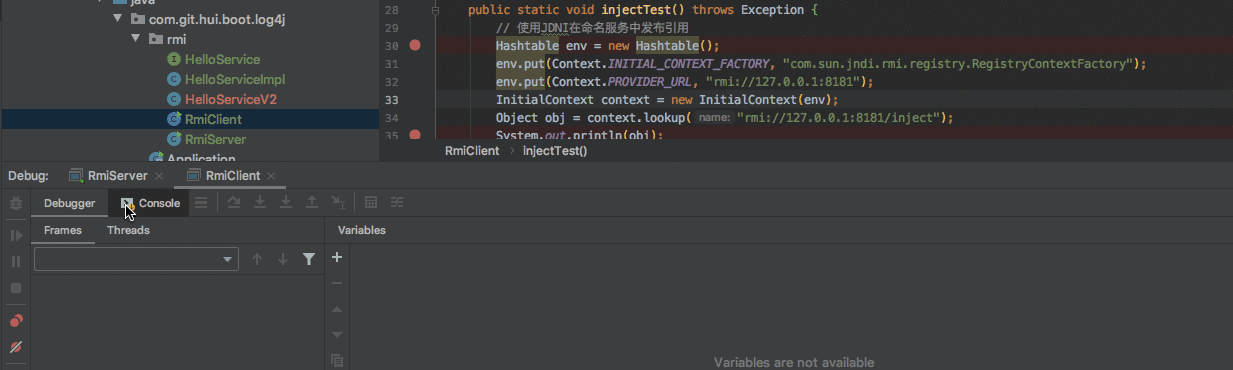 java
com.git.hui.boot.log4j
rmi
HelloService
HelloServiceImpl
HelloServiceV2
RmiClient
RmiServer
Application
28 public static void injectTest() throws Exception {
29 // 使用JDNI在命名服务中发布引用
30 Hashtable env = new Hashtable();
31 env.put(Context.INITIAL_CONTEXT_FACTORY, "com.sun.jndi.rmi.registry.RegistryContextFactory");
32 env.put(Context.PROVIDER_URL, "rmi://127.0.0.1:8181");
33 InitialContext context = new InitialContext(env);
34 Object obj = context.lookup( name: "rmi://127.0.0.1:8181/inject");
35 System.out.println(obj);
RmiClient › injectTest()
Debug: RmiServer × RmiClient ×
Debugger Console
Frames Threads Variables
Variables are not available